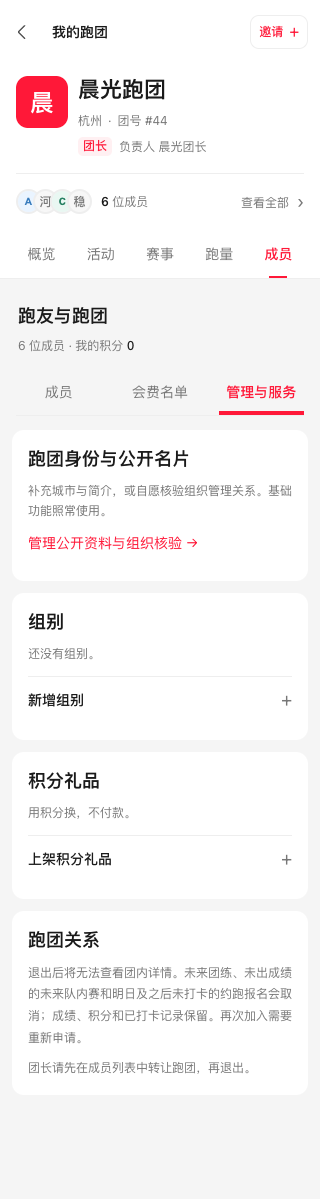 我的跑团
邀请 +
晨
晨光跑团
杭州 · 团号 #44
团长 负责人 晨光团长
A 河 C 稳 6 位成员 查看全部
概览 活动 赛事 跑量 成员
跑友与跑团
6 位成员 · 我的积分 0
成员 会费名单 管理与服务
跑团身份与公开名片
补充城市与简介，或自愿核验组织管理关系。基础
功能照常使用。
管理公开资料与组织核验 →
组别
还没有组别。
新增组别 +
积分礼品
用积分换，不付款。
上架积分礼品 +
跑团关系
退出后将无法查看团内详情。未来团练、未出成绩
的未来队内赛和明日及之后未打卡的约跑报名会取
消；成绩、积分和已打卡记录保留。再次加入需要
重新申请。
团长请先在成员列表中转让跑团，再退出。